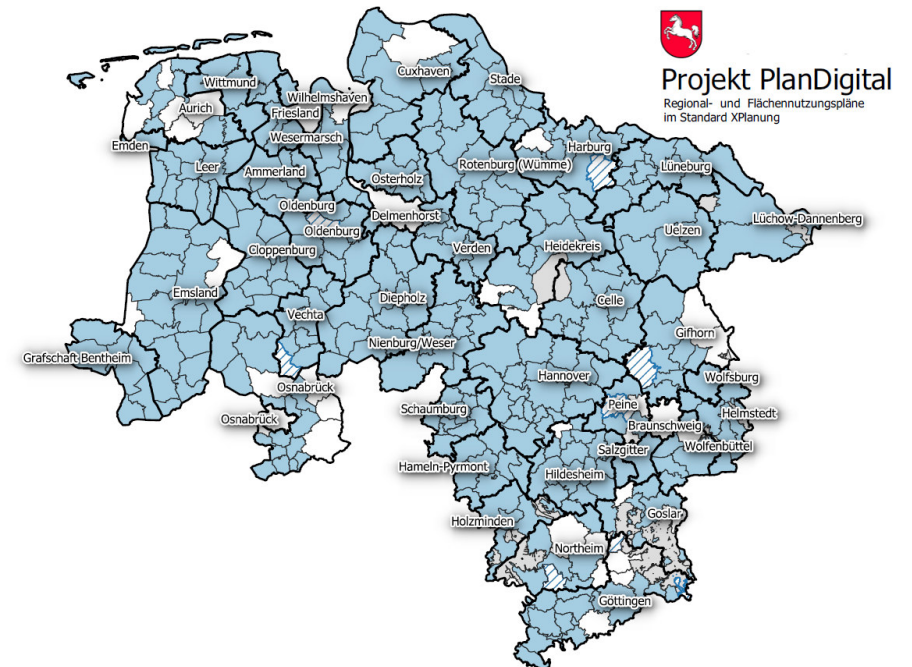 Projekt PlanDigital
Regional- und Flächennutzungspläne
im Standard XPlanung
Cuxhaven
Stade
Wittmund
Wilhelmshaven
Aurich
Friesland
Wesermarsch
Emden
Harburg
Leer
Ammerland
Osterholz
Rotenburg (Wümme)
Lüneburg
Oldenburg
Delmenhorst
Lüchow-Dannenberg
Oldenburg
Uelzen
Cloppenburg
Verden
Heidekreis
Emsland
Diepholz
Celle
Vechta
Gifhorn
Nienburg/Weser
Grafschaft Bentheim
Hannover
Wolfsburg
Osnabrück
Peine
Schaumburg
Helmstedt
Osnabrück
Braunschweig
Salzgitter
Wolfenbüttel
Hameln-Pyrmont
Hildesheim
Goslar
Holzminden
Northeim
Göttingen